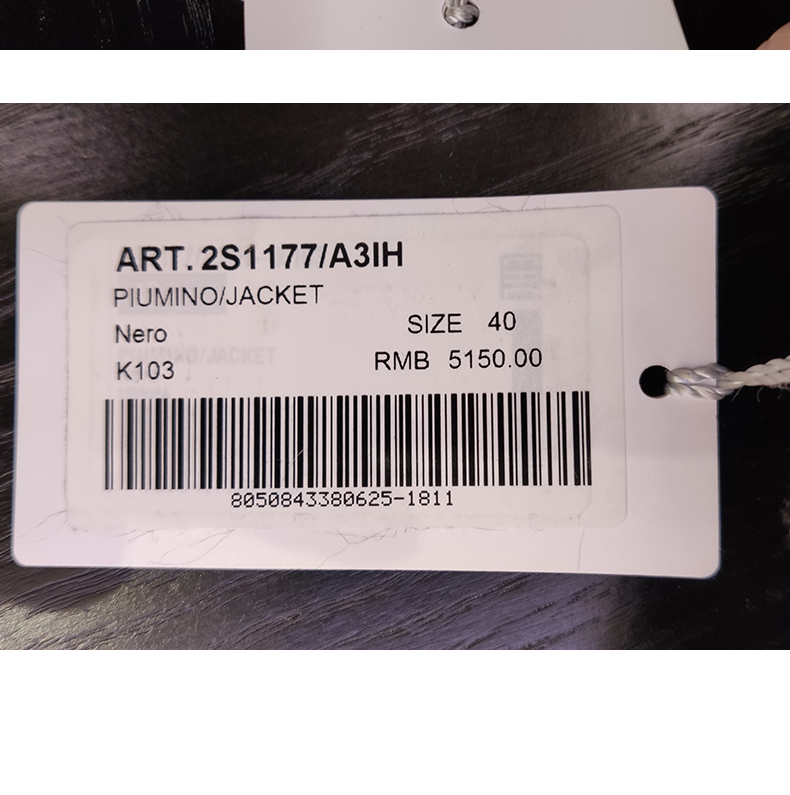 ART. 2S1177/A3IH
PIUMINO/JACKET
Nero
SIZE 40
K103
RMB 5150.00
8050843380625-1811